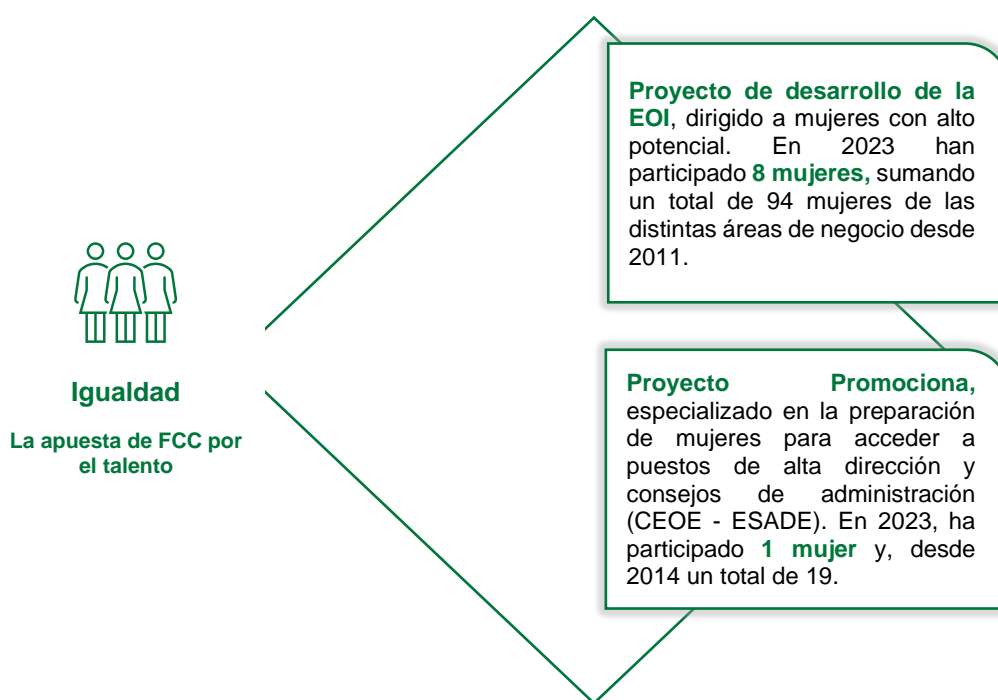 Igualdad
La apuesta de FCC por
el talento
Proyecto de desarrollo de la
EOI, dirigido a mujeres con alto
potencial. En 2023 han
participado 8 mujeres, sumando
un total de 94 mujeres de las
distintas áreas de negocio desde
2011.
Proyecto Promociona,
especializado en la preparación
de mujeres para acceder a
puestos de alta dirección y
consejos de administración
(CEOE - ESADE). En 2023, ha
participado 1 mujer y, desde
2014 un total de 19.